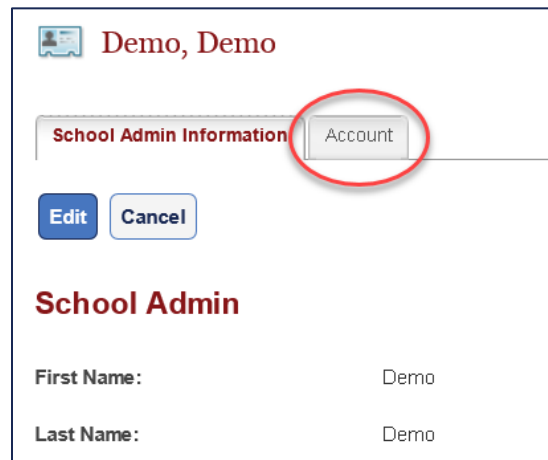 Demo, Demo
School Admin Information Account
Edit Cancel
School Admin
First Name: Demo
Last Name: Demo